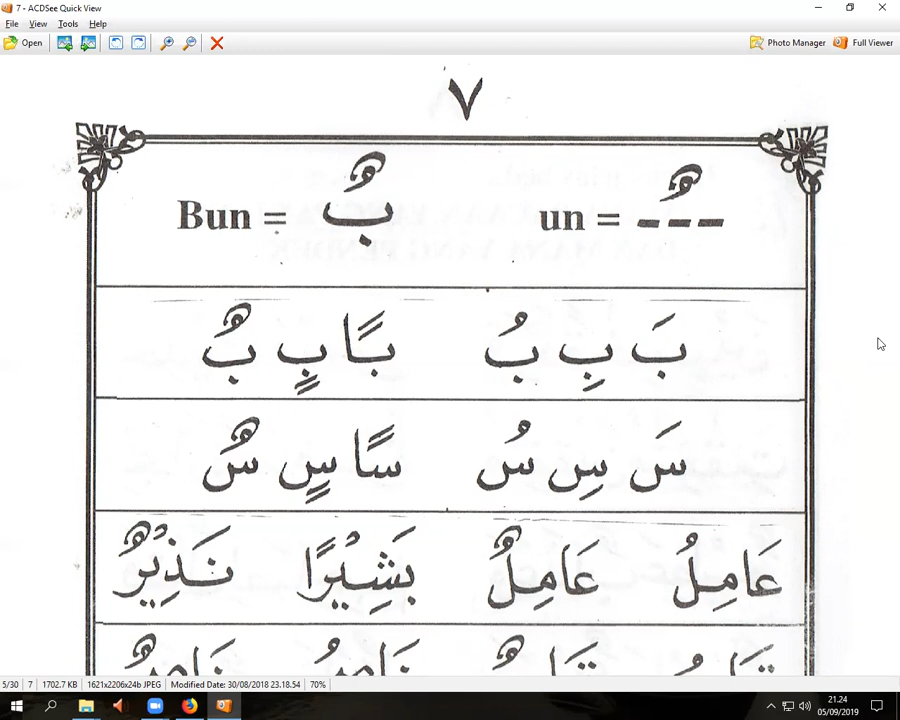 7 - ACDSee Quick View
File View Tools Help
Open
Photo Manager Full Viewer
٧
ـٌ = un
بٌ = Bun
بَ بِ بُ بًا بٍ بٌ
سَ سِ سُ سًا سٍ سٌ
عَامِلُ عَامِلٌ بَشِيْرًا نَذِيْرٌ
5/30 7 1702.7 KB 1621x2206x24b JPEG Modified Date: 30/08/2018 23.18.54 70%
21.24
05/09/2019